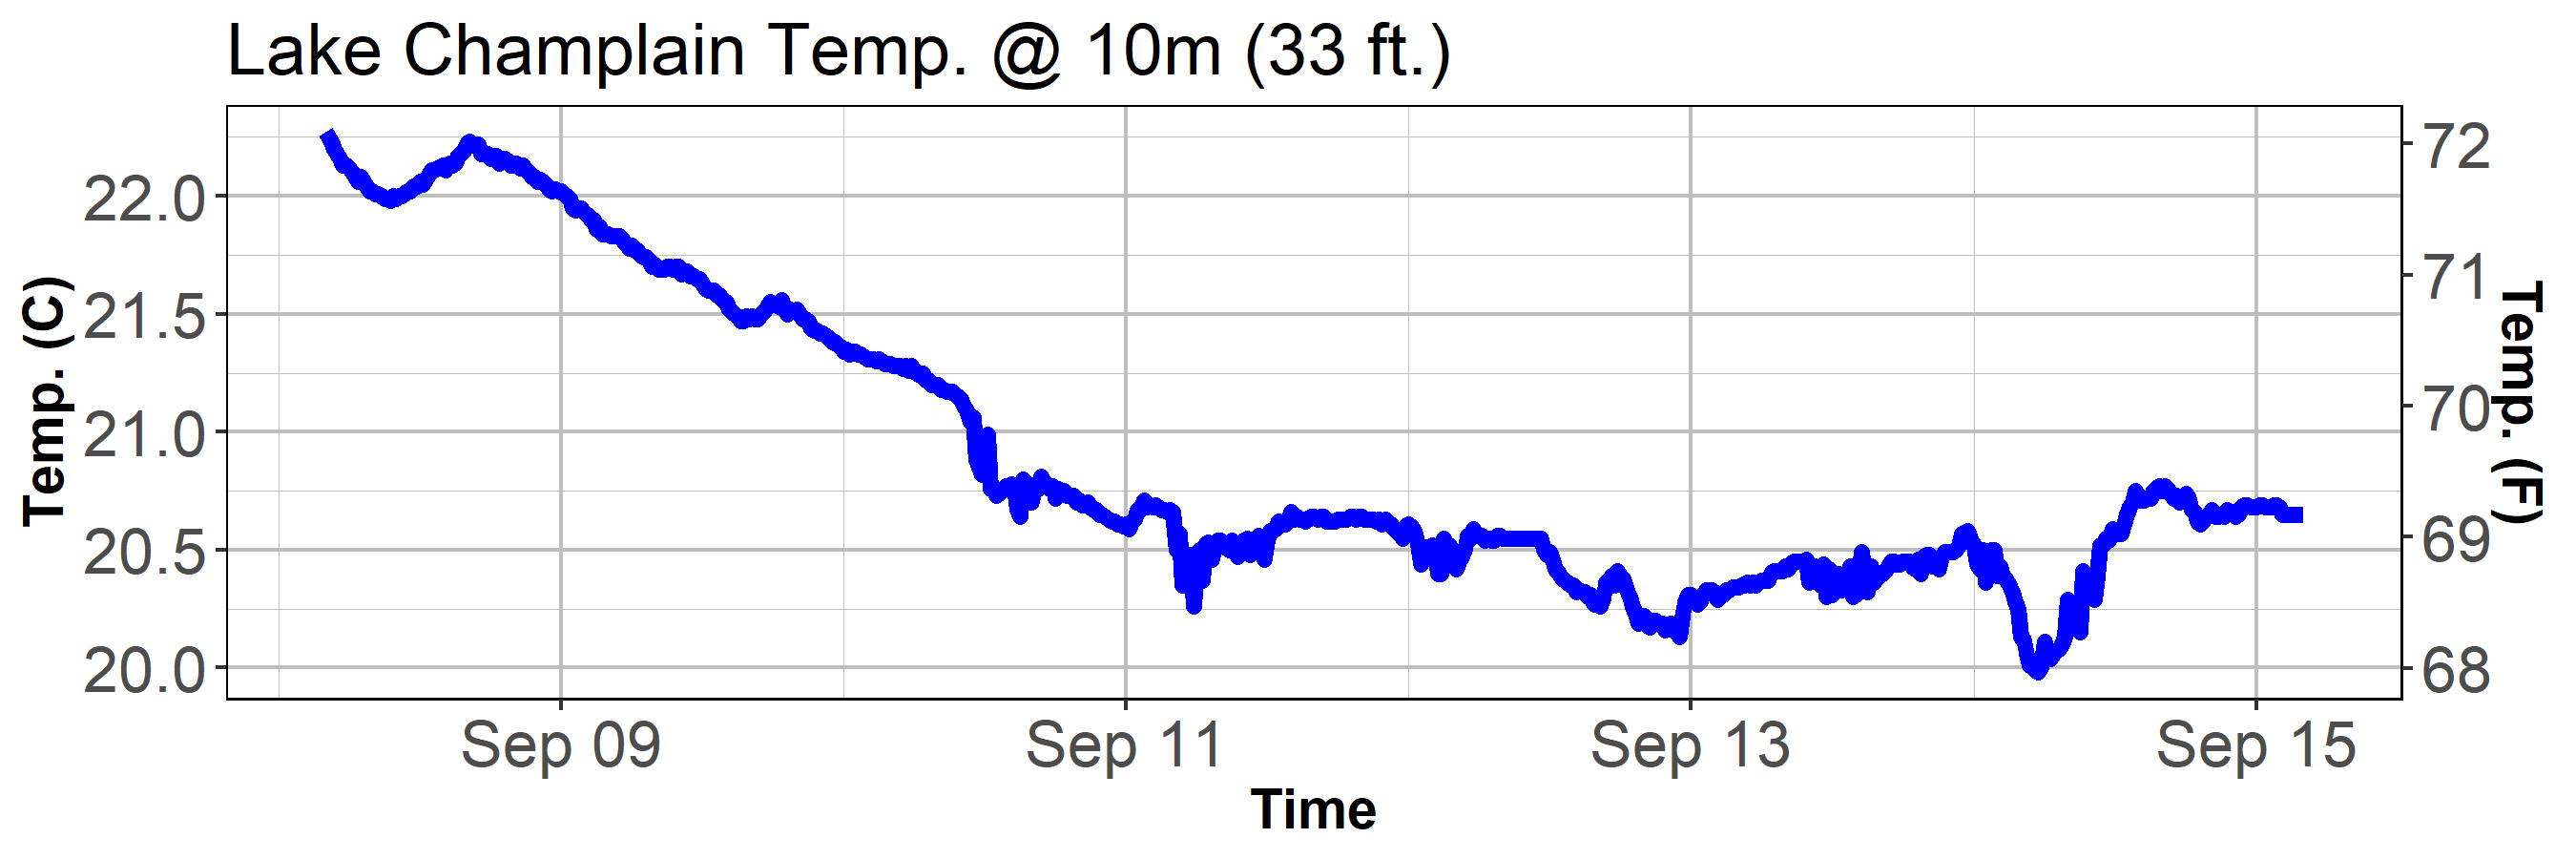 Lake Champlain Temp. @ 10m (33 ft.)
Temp. (C)
22.0
21.5
21.0
20.5
20.0
72
71
70
69
68
Temp. (F)
Sep 09 Sep 11 Sep 13 Sep 15
Time